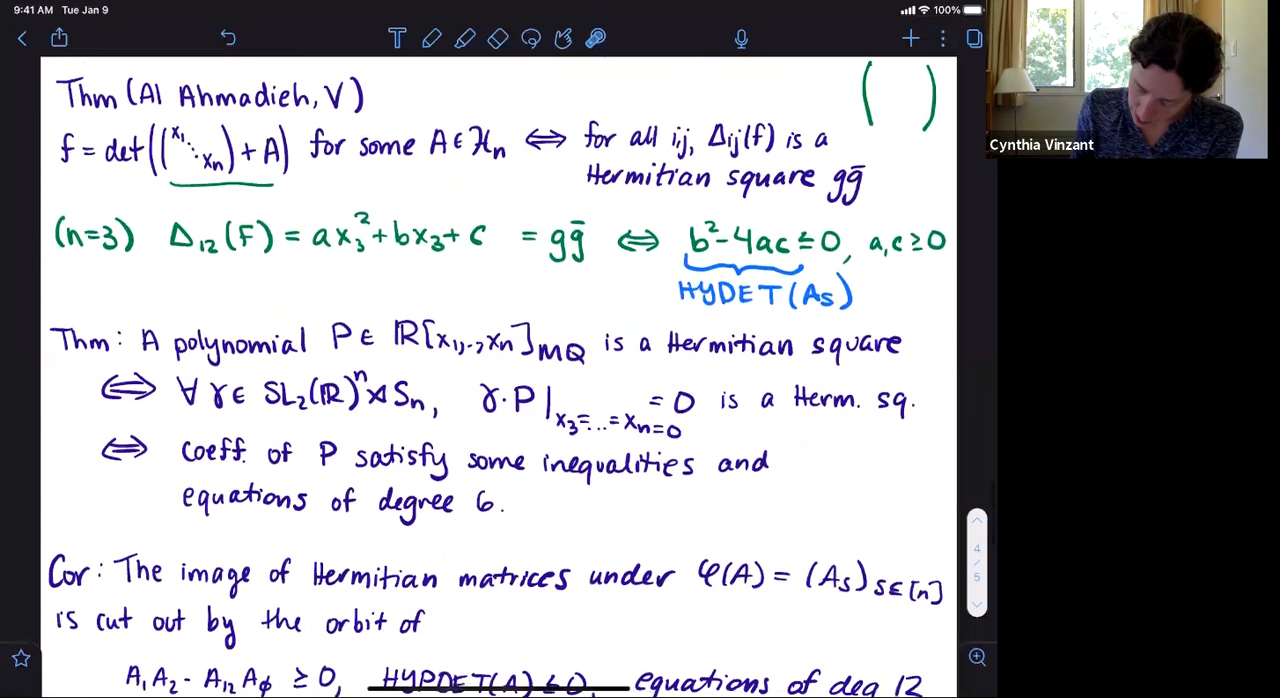 9:41 AM Tue Jan 9
100%
Thm (Al Ahmadieh, V)
f = det((x₁ ⋱ xₙ) + A) for some A ∈ ℋₙ ⟺ for all i,j, Δij(f) is a
Hermitian square gḡ
(n=3) Δ₁₂(F) = ax₃² + bx₃ + c = gḡ ⟺ b²-4ac ≤ 0, a,c ≥ 0
HYDET(As)
Thm: A polynomial P ∈ ℝ[x₁,..,xₙ]MQ is a Hermitian square
⟺ ∀ γ ∈ SL₂(ℝ)ⁿ ⋊ Sₙ, γ·P|x₃=...=xₙ=0 = 0 is a Herm. sq.
⟺ coeff. of P satisfy some inequalities and
equations of degree 6.
Cor: The image of Hermitian matrices under φ(A) = (As)S⊆[n]
is cut out by the orbit of
A₁A₂ - A₁₂A∅ ≥ 0, HYPDET(A) ≤ 0, equations of deg 12
4
/
5
Cynthia Vinzant